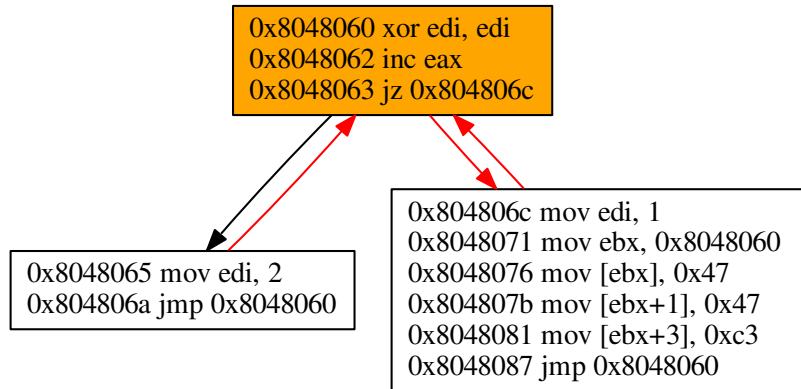 0x8048060 xor edi, edi
0x8048062 inc eax
0x8048063 jz 0x804806c
0x8048065 mov edi, 2
0x804806a jmp 0x8048060
0x804806c mov edi, 1
0x8048071 mov ebx, 0x8048060
0x8048076 mov [ebx], 0x47
0x804807b mov [ebx+1], 0x47
0x8048081 mov [ebx+3], 0xc3
0x8048087 jmp 0x8048060